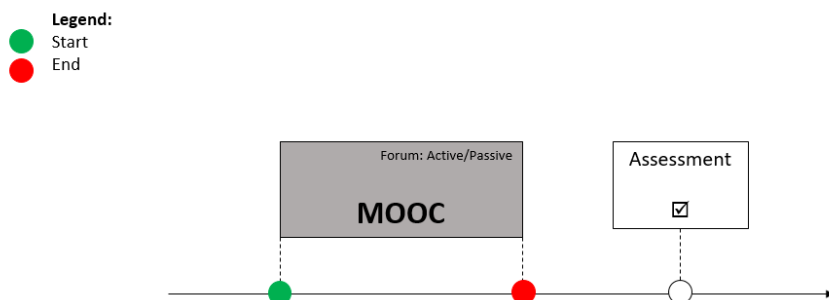 Legend:
Start
End
Forum: Active/Passive
MOOC
Assessment